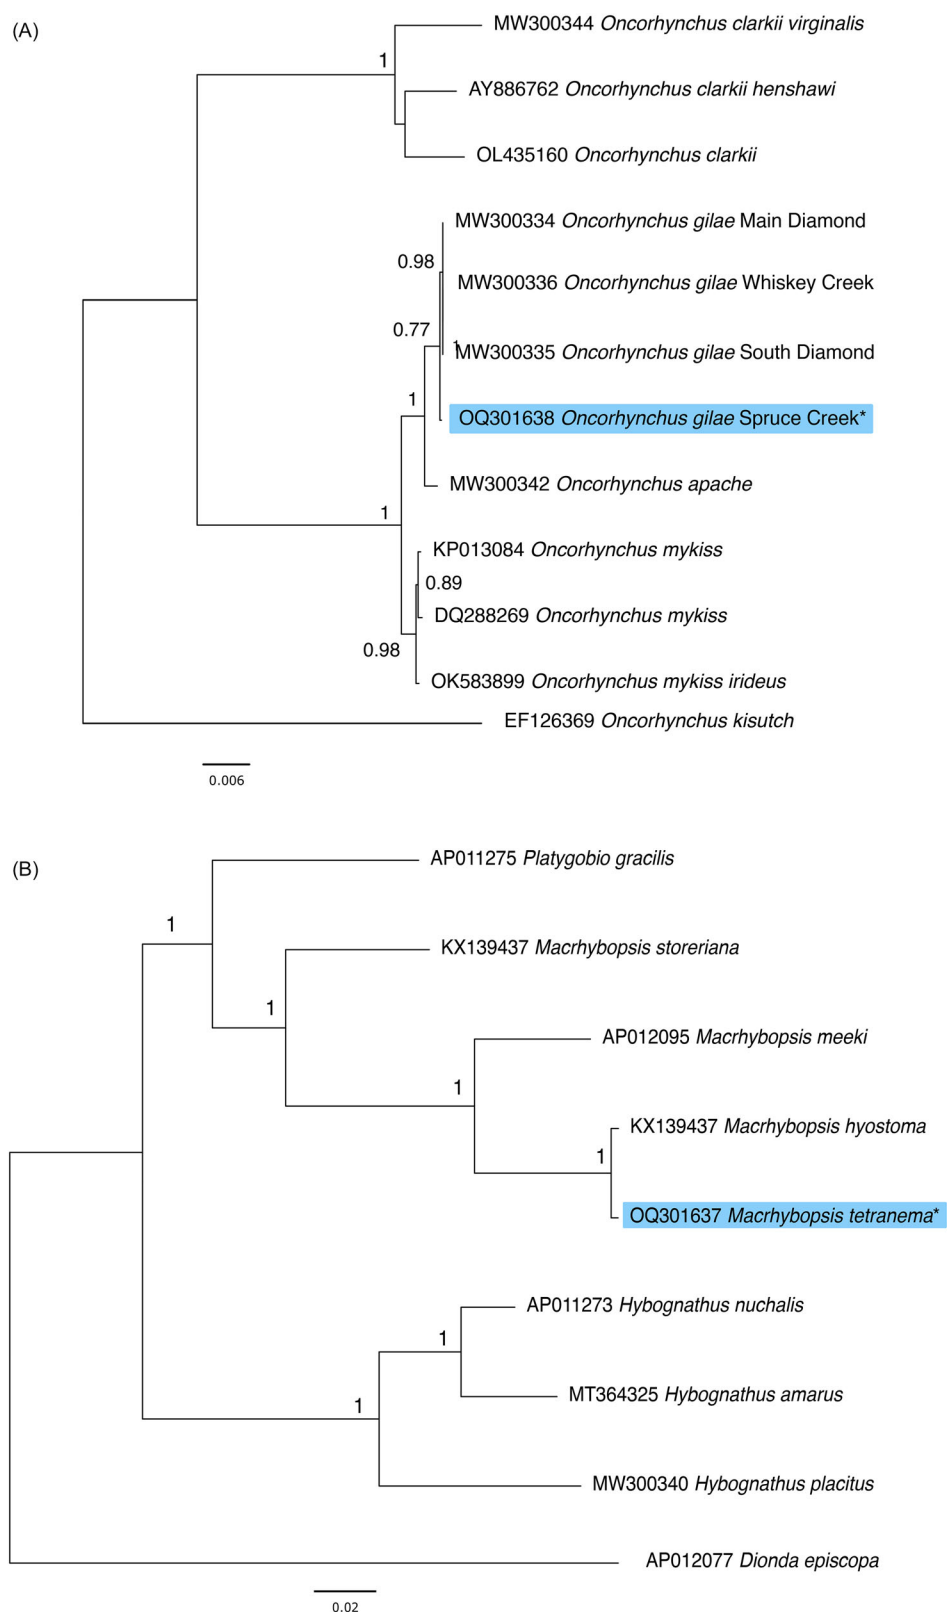 (A)
MW300344 Oncorhynchus clarkii virginalis
1
AY886762 Oncorhynchus clarkii henshawi
OL435160 Oncorhynchus clarkii
MW300334 Oncorhynchus gilae Main Diamond
0.98
MW300336 Oncorhynchus gilae Whiskey Creek
0.77
1
MW300335 Oncorhynchus gilae South Diamond
1
OQ301638 Oncorhynchus gilae Spruce Creek*
MW300342 Oncorhynchus apache
1
KP013084 Oncorhynchus mykiss
0.89
DQ288269 Oncorhynchus mykiss
0.98
OK583899 Oncorhynchus mykiss irideus
EF126369 Oncorhynchus kisutch
0.006
(B)
AP011275 Platygobio gracilis
1
KX139437 Macrhybopsis storeriana
1
AP012095 Macrhybopsis meeki
1
KX139437 Macrhybopsis hyostoma
1
OQ301637 Macrhybopsis tetranema*
AP011273 Hybognathus nuchalis
1
MT364325 Hybognathus amarus
1
MW300340 Hybognathus placitus
AP012077 Dionda episcopa
0.02